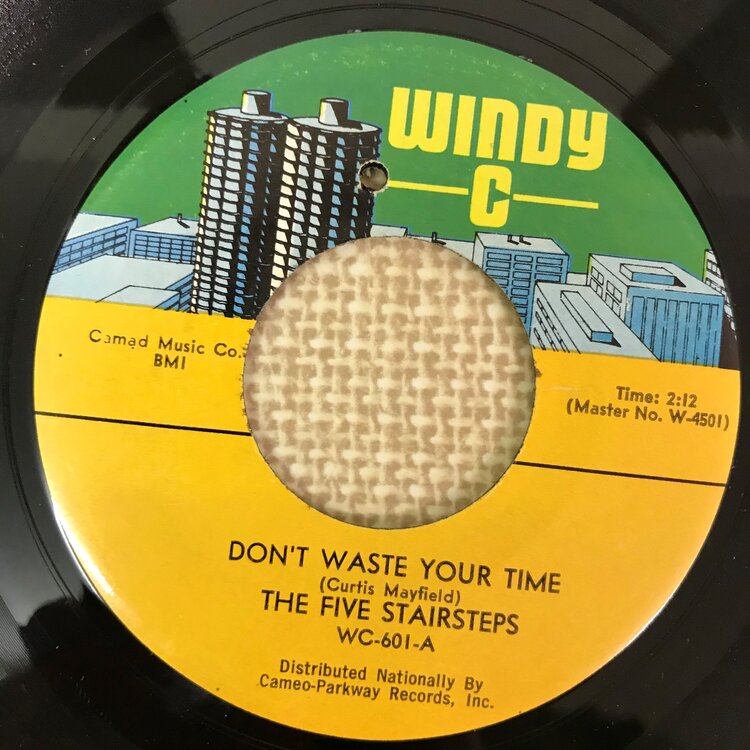 WINDY
C
Camad Music Co.
BMI
Time: 2:12
(Master No. W-4501)
DON'T WASTE YOUR TIME
(Curtis Mayfield)
THE FIVE STAIRSTEPS
WC-601-A
Distributed Nationally By
Cameo-Parkway Records, Inc.